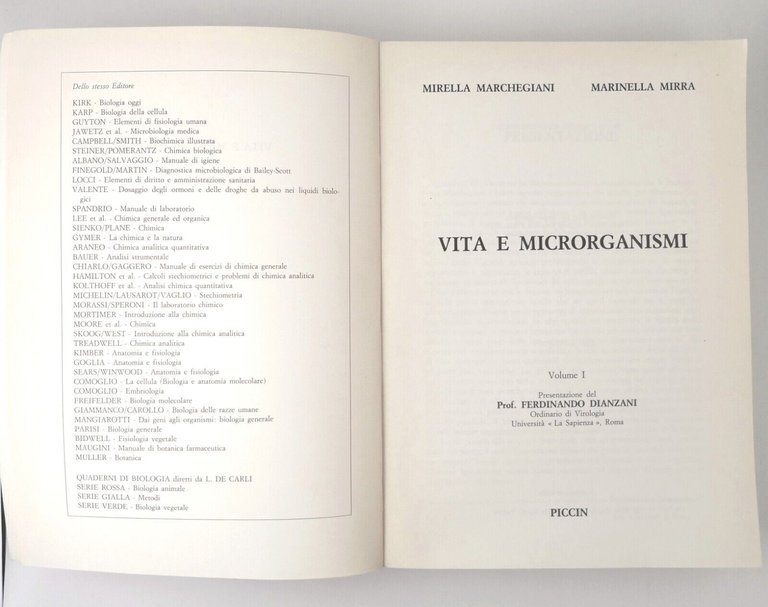 Dello stesso Editore
KIRK - Biologia oggi
KARP - Biologia della cellula
GUYTON - Elementi di fisiologia umana
JAWETZ et al. - Microbiologia medica
CAMPBELL/SMITH - Biochimica illustrata
STEINER/POMERANTZ - Chimica biologica
ALBANO/SALVAGGIO - Manuale di igiene
FINEGOLD/MARTIN - Diagnostica microbiologica di Bailey-Scott
LOCCI - Elementi di diritto e amministrazione sanitaria
VALENTE - Dosaggio degli ormoni e delle droghe da abuso nei liquidi biolo-
gici
SPANDRIO - Manuale di laboratorio
LEE et al. - Chimica generale ed organica
SIENKO/PLANE - Chimica
GYMER - La chimica e la natura
ARANEO - Chimica analitica quantitativa
BAUER - Analisi strumentale
CHIARLO/GAGGERO - Manuale di esercizi di chimica generale
HAMILTON et al. - Calcoli stechiometrici e problemi di chimica analitica
KOLTHOFF et al. - Analisi chimica quantitativa
MICHELIN/LAUSAROT/VAGLIO - Stechiometria
MORASSI/SPERONI - Il laboratorio chimico
MORTIMER - Introduzione alla chimica
MOORE et al. - Chimica
SKOOG/WEST - Introduzione alla chimica analitica
TREADWELL - Chimica analitica
KIMBER - Anatomia e fisiologia
GOGLIA - Anatomia e fisiologia
SEARS/WINWOOD - Anatomia e fisiologia
COMOGLIO - La cellula (Biologia e anatomia molecolare)
COMOGLIO - Embriologia
FREIFELDER - Biologia molecolare
GIAMMANCO/CAROLLO - Biologia delle razze umane
MANGIAROTTI - Dai geni agli organismi: biologia generale
PARISI - Biologia generale
BIDWELL - Fisiologia vegetale
MAUGINI - Manuale di botanica farmaceutica
MULLER - Botanica
QUADERNI DI BIOLOGIA diretti da L. DE CARLI
SERIE ROSSA - Biologia animale
SERIE GIALLA - Metodi
SERIE VERDE - Biologia vegetale
MIRELLA MARCHEGIANI MARINELLA MIRRA
VITA E MICRORGANISMI
Volume I
Presentazione del
Prof. FERDINANDO DIANZANI
Ordinario di Virologia
Università « La Sapienza », Roma
PICCIN